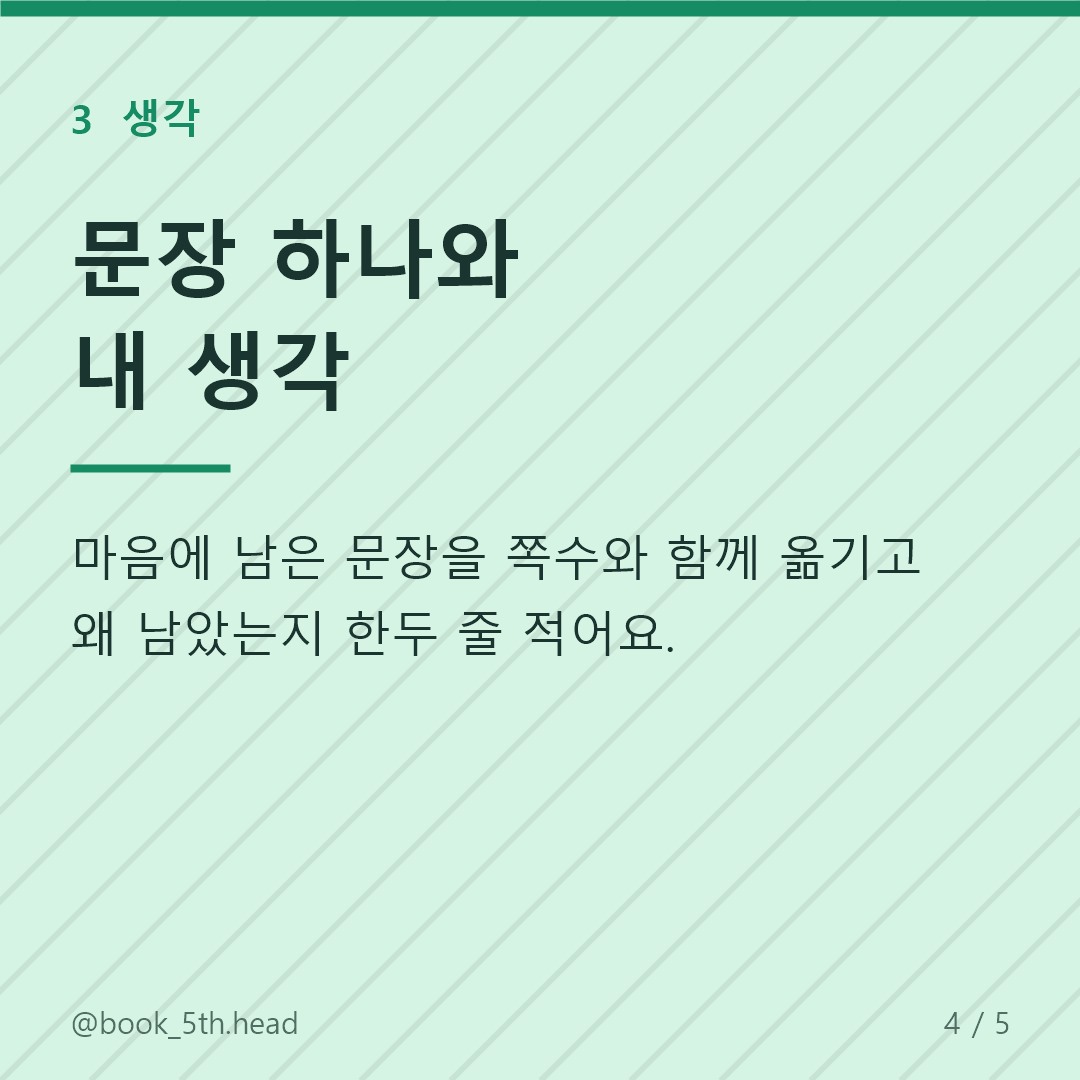 3 생각
문장 하나와
내 생각
마음에 남은 문장을 쪽수와 함께 옮기고
왜 남았는지 한두 줄 적어요.
@book_5th.head
4 / 5